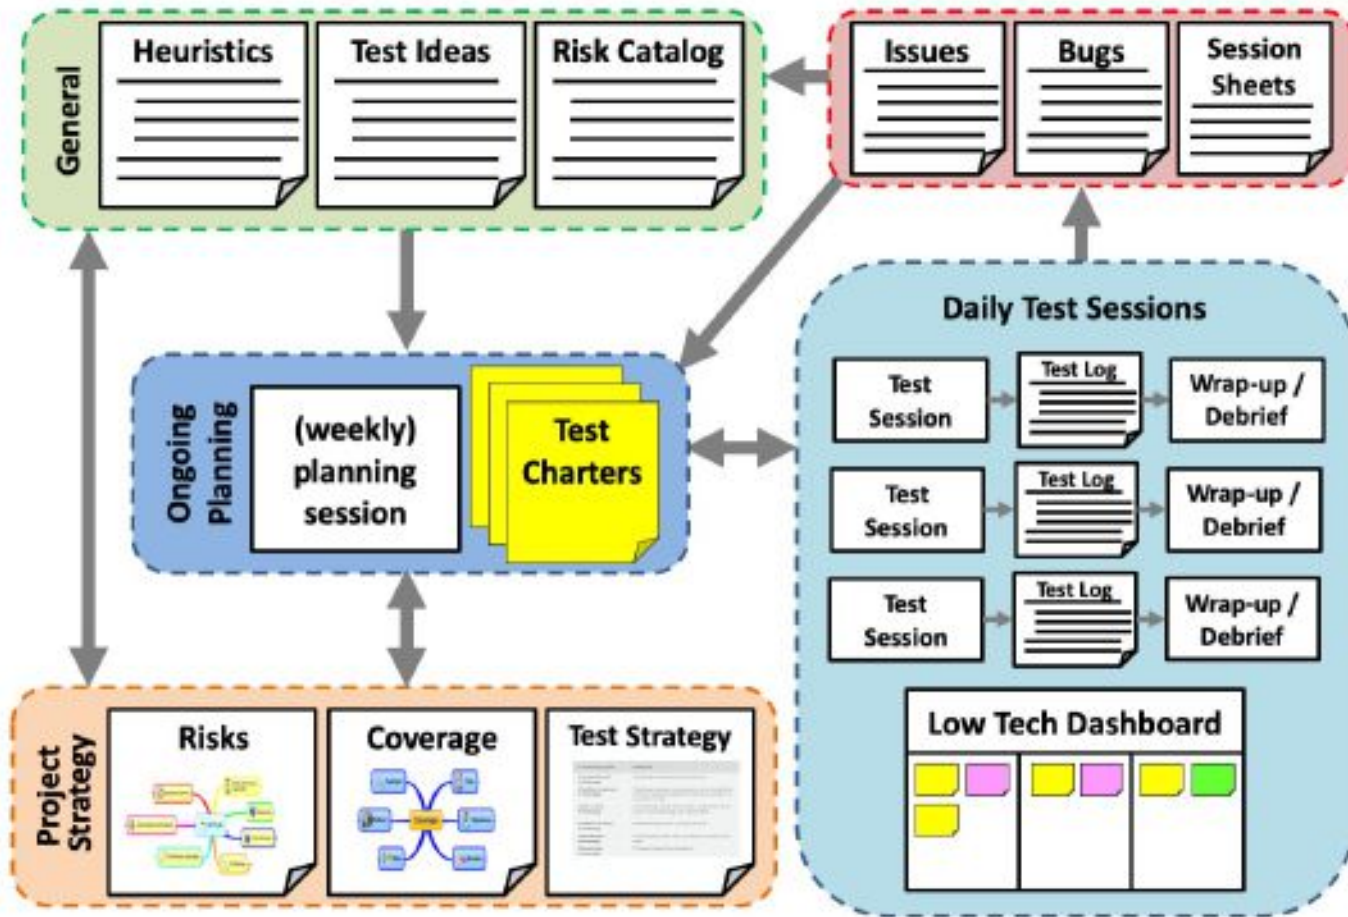 General
Heuristics
Test Ideas
Risk Catalog
Issues
Bugs
Session
Sheets
Ongoing
Planning
(weekly)
planning
session
Test
Charters
Daily Test Sessions
Test
Session
Test Log
Wrap-up /
Debrief
Test
Session
Test Log
Wrap-up /
Debrief
Test
Session
Test Log
Wrap-up /
Debrief
Low Tech Dashboard
Project
Strategy
Risks
Coverage
Test Strategy